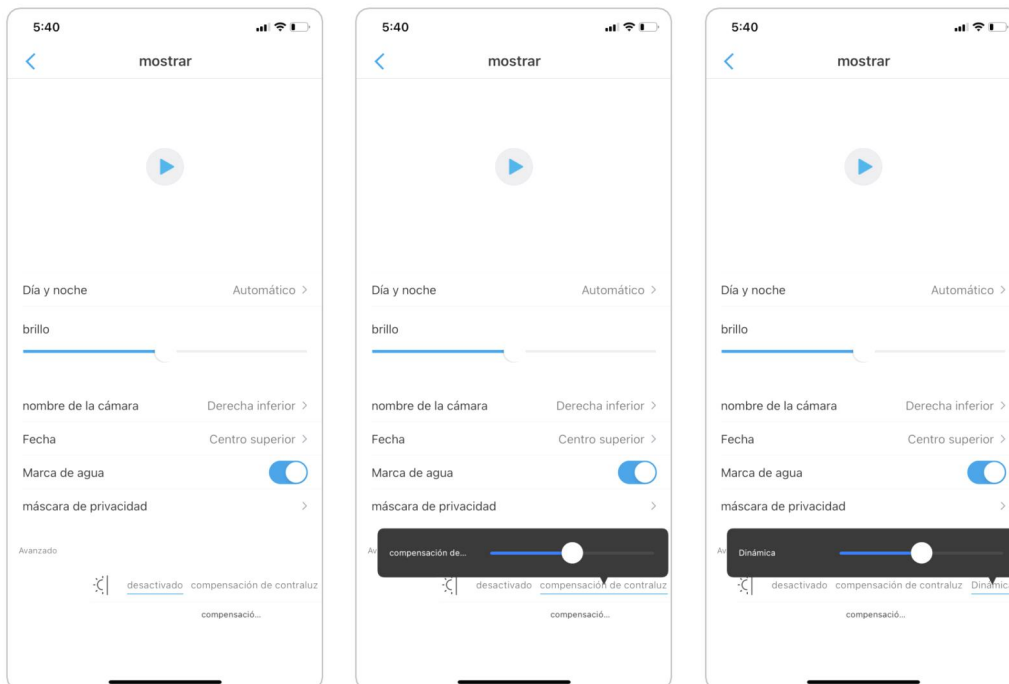 5:40
mostrar
Día y noche Automático
brillo
nombre de la cámara Derecha inferior
Fecha Centro superior
Marca de agua
máscara de privacidad
Avanzado
desactivado compensación de contraluz
compensació...
5:40
mostrar
Día y noche Automático
brillo
nombre de la cámara Derecha inferior
Fecha Centro superior
Marca de agua
máscara de privacidad
Av compensación de...
desactivado compensación de contraluz
compensació...
5:40
mostrar
Día y noche Automático
brillo
nombre de la cámara Derecha inferior
Fecha Centro superior
Marca de agua
máscara de privacidad
Av Dinámica
desactivado compensación de contraluz Dinámica
compensació...